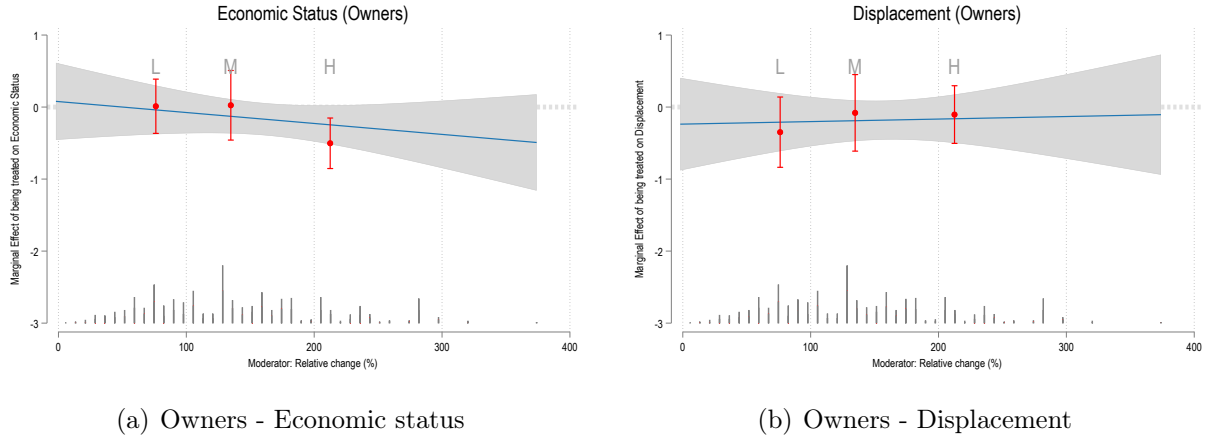 Economic Status (Owners)
Marginal Effect of being treated on Economic Status
1
0
-1
-2
-3
L
M
H
0
100
200
300
400
Moderator: Relative change (%)
(a) Owners - Economic status
Displacement (Owners)
Marginal Effect of being treated on Displacement
1
0
-1
-2
-3
L
M
H
0
100
200
300
400
Moderator: Relative change (%)
(b) Owners - Displacement